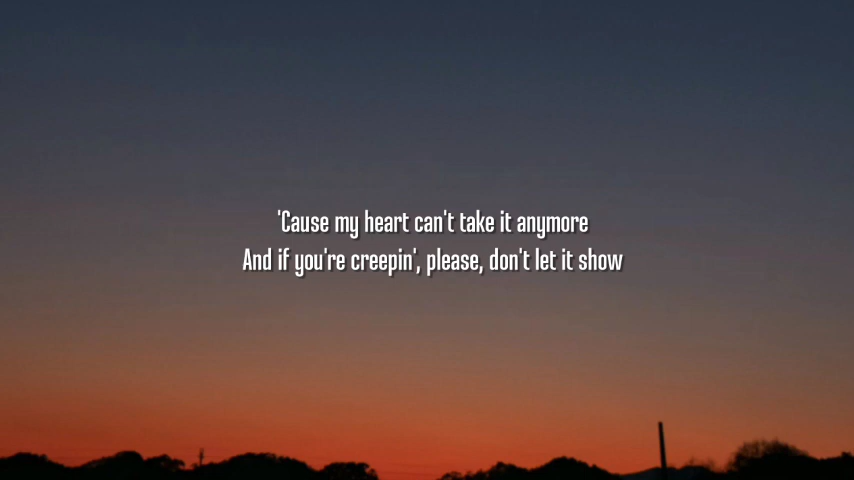 'Cause my heart can't take it anymore
And if you're creepin', please, don't let it show